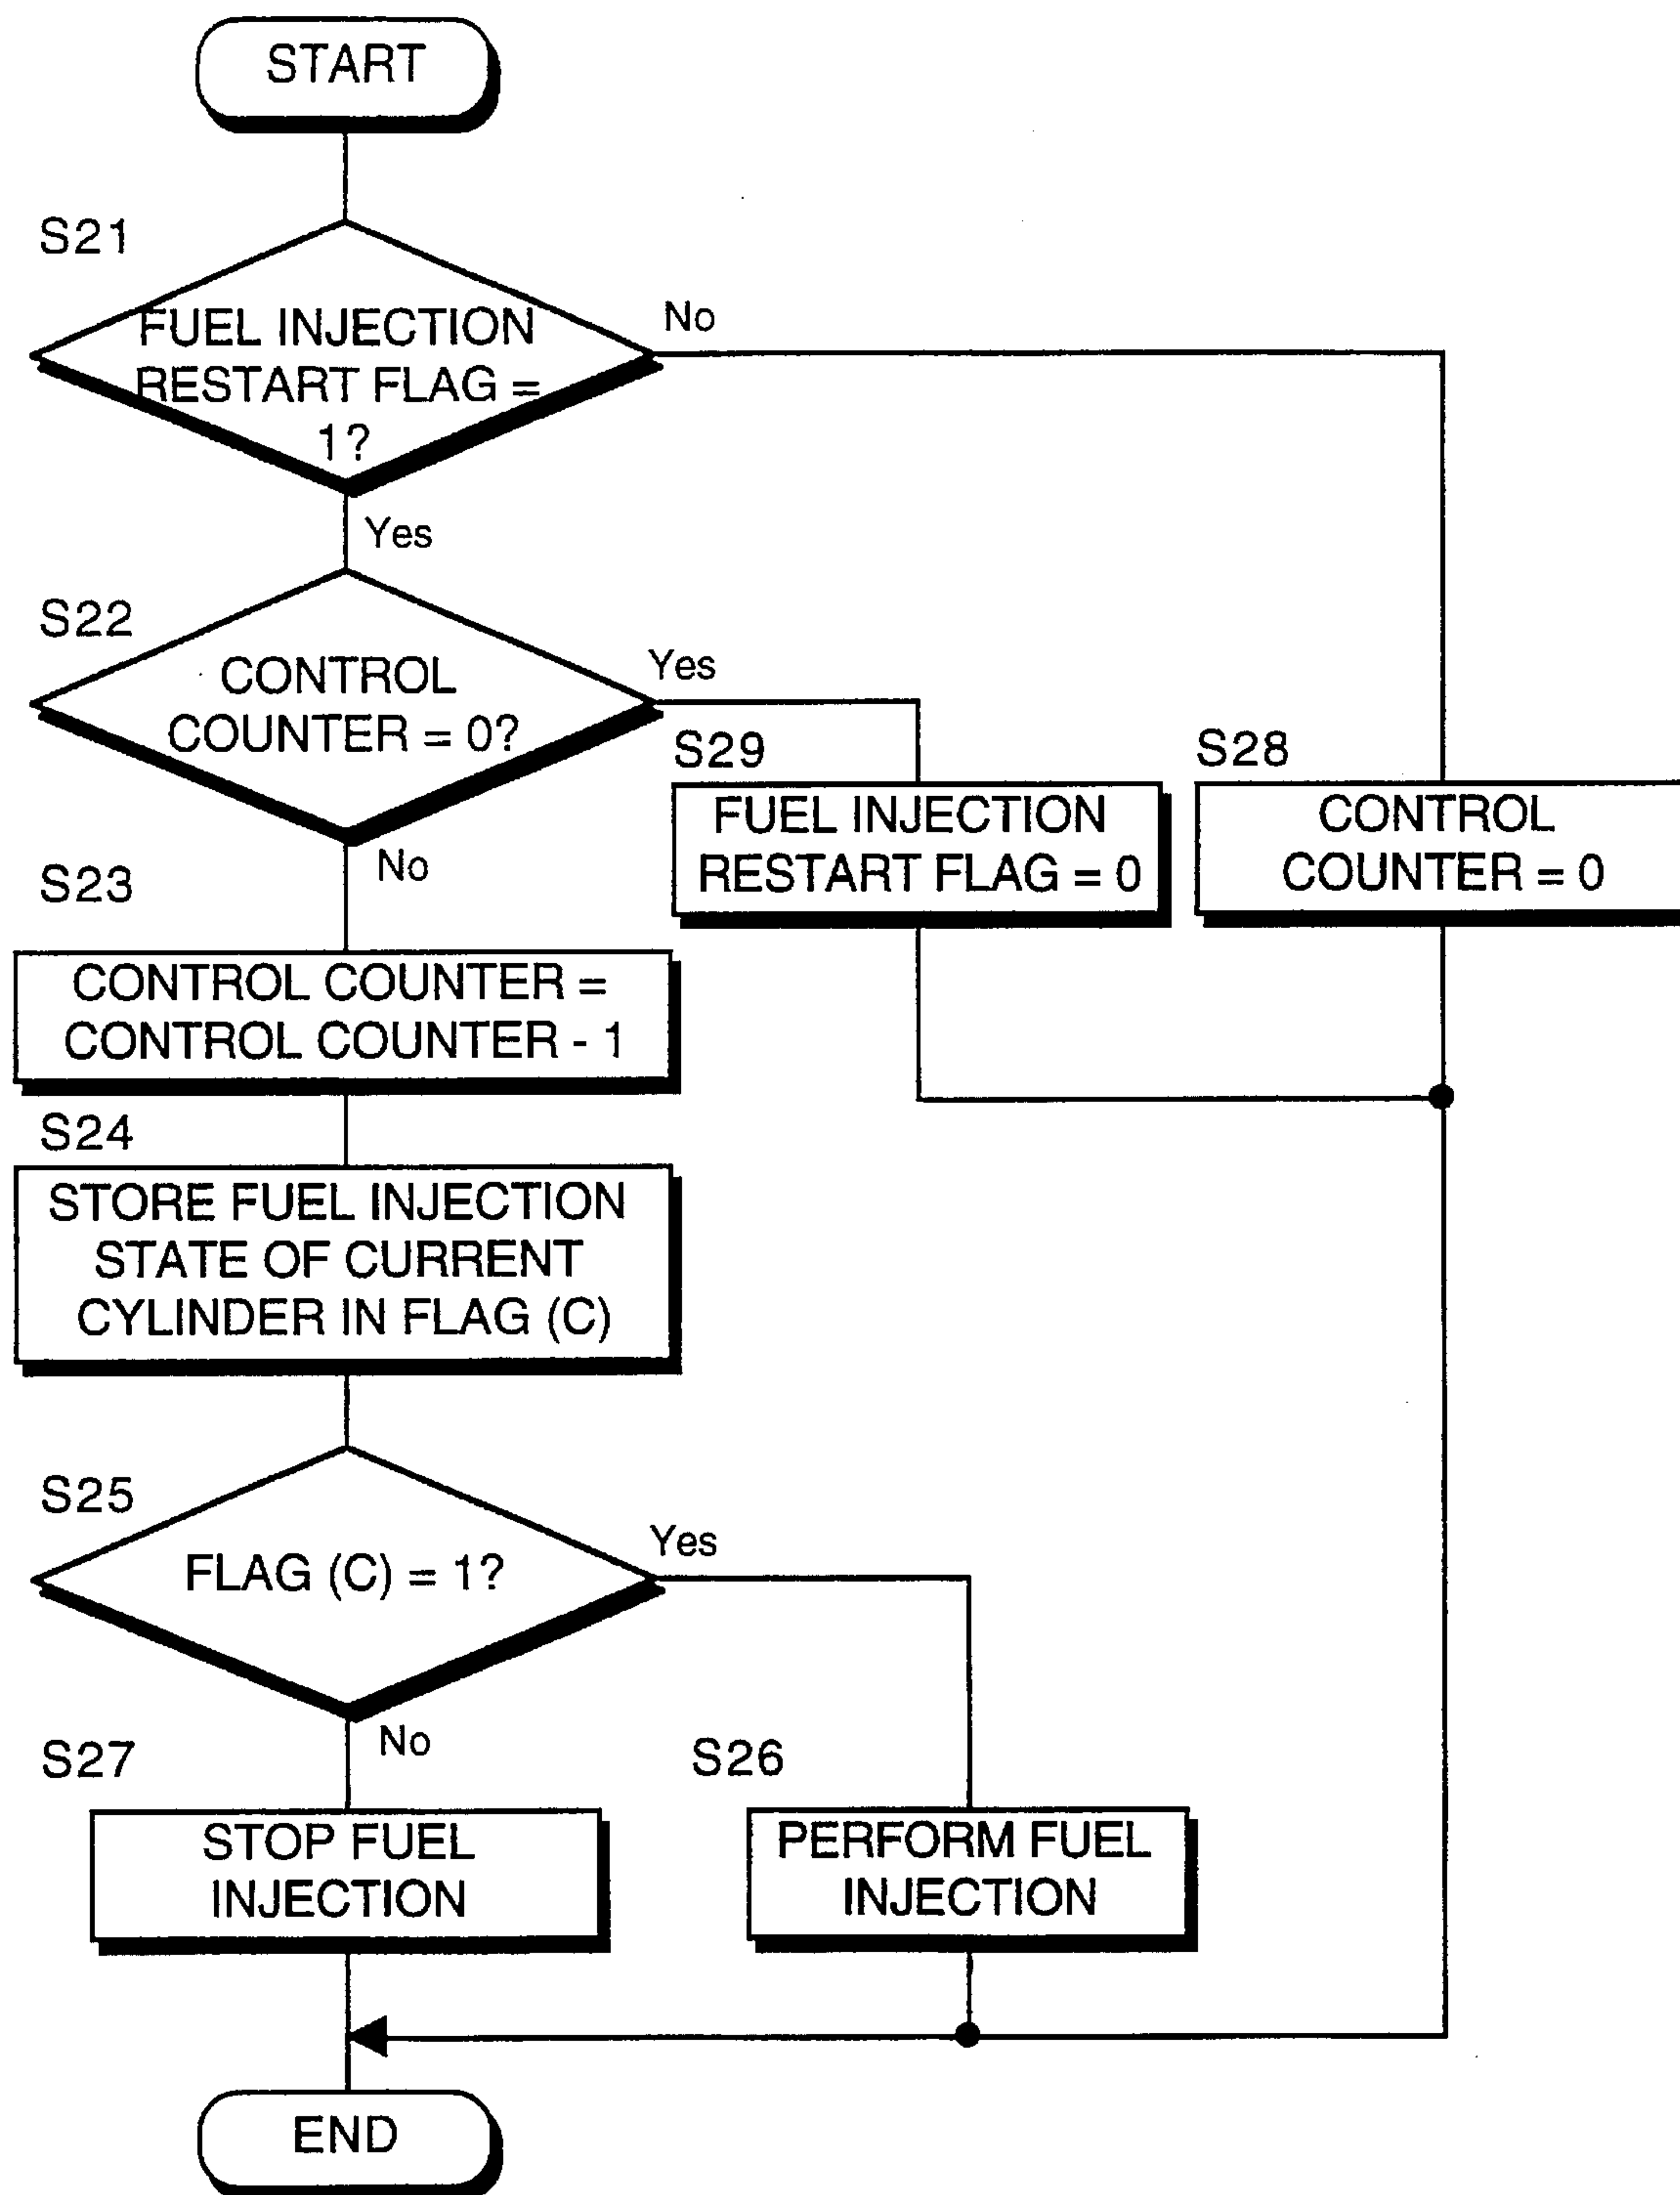 START
S21
FUEL INJECTION
RESTART FLAG =
1?
No
Yes
S22
CONTROL
COUNTER = 0?
Yes
No
S29
FUEL INJECTION
RESTART FLAG = 0
S28
CONTROL
COUNTER = 0
S23
CONTROL COUNTER =
CONTROL COUNTER - 1
S24
STORE FUEL INJECTION
STATE OF CURRENT
CYLINDER IN FLAG (C)
S25
FLAG (C) = 1?
Yes
No
S27
STOP FUEL
INJECTION
S26
PERFORM FUEL
INJECTION
END